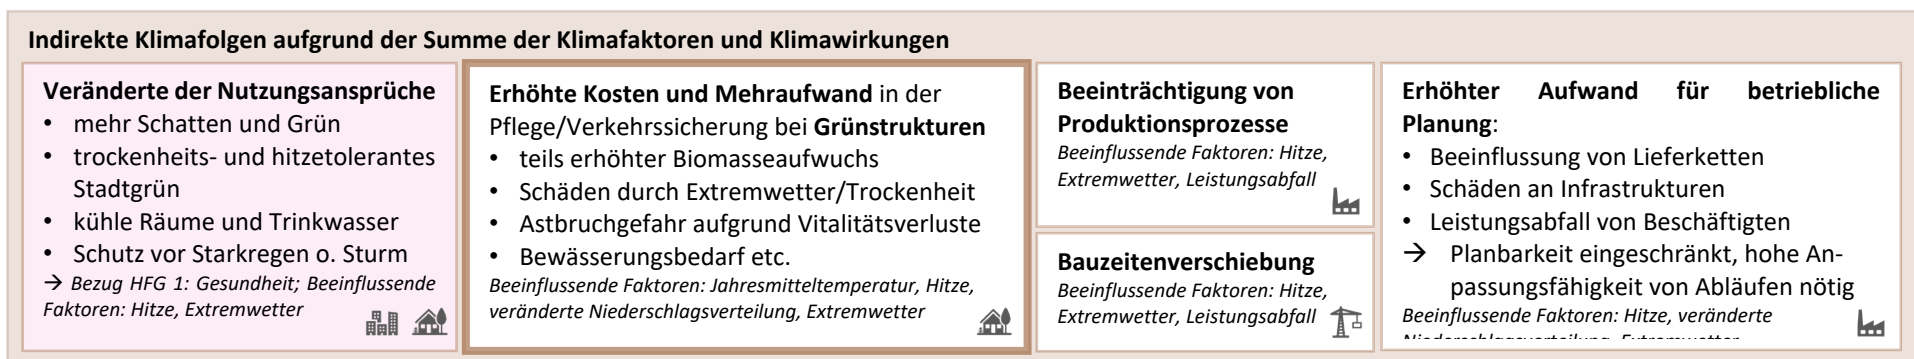 Indirekte Klimafolgen aufgrund der Summe der Klimafaktoren und Klimawirkungen
Veränderte der Nutzungsansprüche
• mehr Schatten und Grün
• trockenheits- und hitzetolerantes
Stadtgrün
• kühle Räume und Trinkwasser
• Schutz vor Starkregen o. Sturm
→ Bezug HFG 1: Gesundheit; Beeinflussende
Faktoren: Hitze, Extremwetter
Erhöhte Kosten und Mehraufwand in der
Pflege/Verkehrssicherung bei Grünstrukturen
• teils erhöhter Biomasseaufwuchs
• Schäden durch Extremwetter/Trockenheit
• Astbruchgefahr aufgrund Vitalitätsverluste
• Bewässerungsbedarf etc.
Beeinflussende Faktoren: Jahresmitteltemperatur, Hitze,
veränderte Niederschlagsverteilung, Extremwetter
Beeinträchtigung von
Produktionsprozesse
Beeinflussende Faktoren: Hitze,
Extremwetter, Leistungsabfall
Bauzeitenverschiebung
Beeinflussende Faktoren: Hitze,
Extremwetter, Leistungsabfall
Erhöhter Aufwand für betriebliche
Planung:
• Beeinflussung von Lieferketten
• Schäden an Infrastrukturen
• Leistungsabfall von Beschäftigten
→ Planbarkeit eingeschränkt, hohe An-
passungsfähigkeit von Abläufen nötig
Beeinflussende Faktoren: Hitze, veränderte
Niederschlagsverteilung, Extremwetter